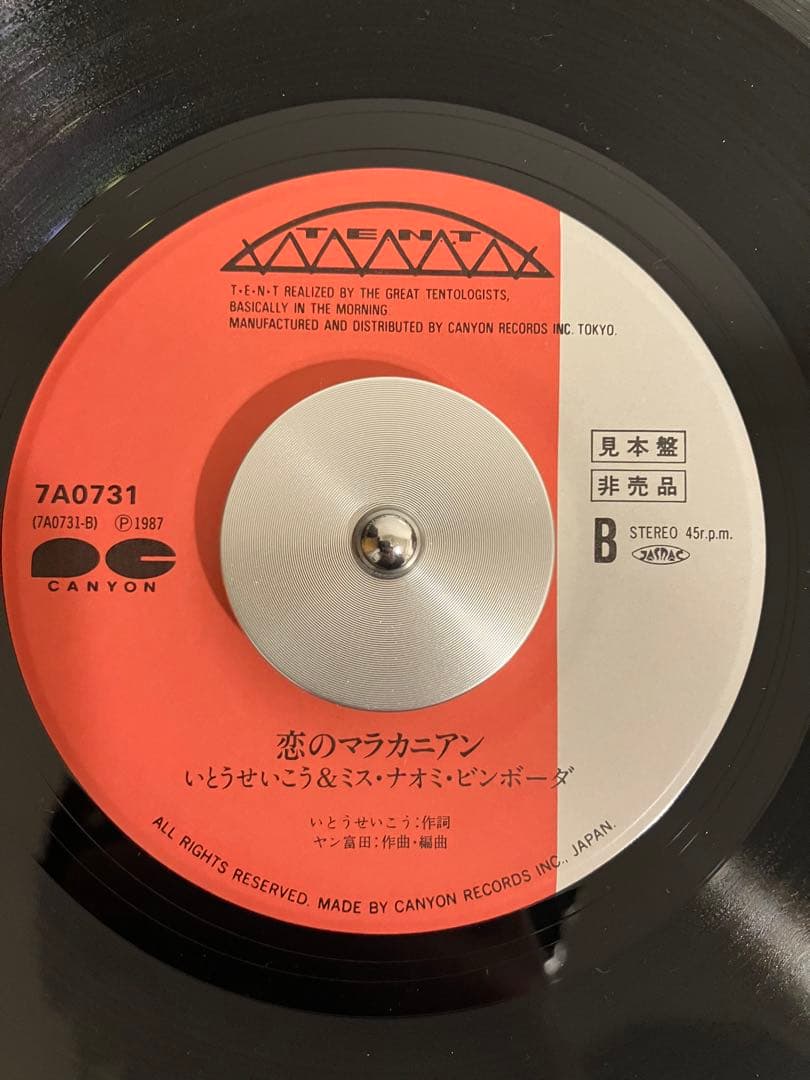 T.E.N.T
T•E•N•T REALIZED BY THE GREAT TENTOLOGISTS,
BASICALLY IN THE MORNING.
MANUFACTURED AND DISTRIBUTED BY CANYON RECORDS INC. TOKYO.
見本盤
非売品
7A0731
(7A0731-B) Ⓟ1987
CANYON
B STEREO 45r.p.m.
JASRAC
恋のマラカニアン
いとうせいこう&ミス・ナオミ・ビンボーダ
いとうせいこう:作詞
ヤン富田:作曲・編曲
ALL RIGHTS RESERVED. MADE BY CANYON RECORDS INC., JAPAN.